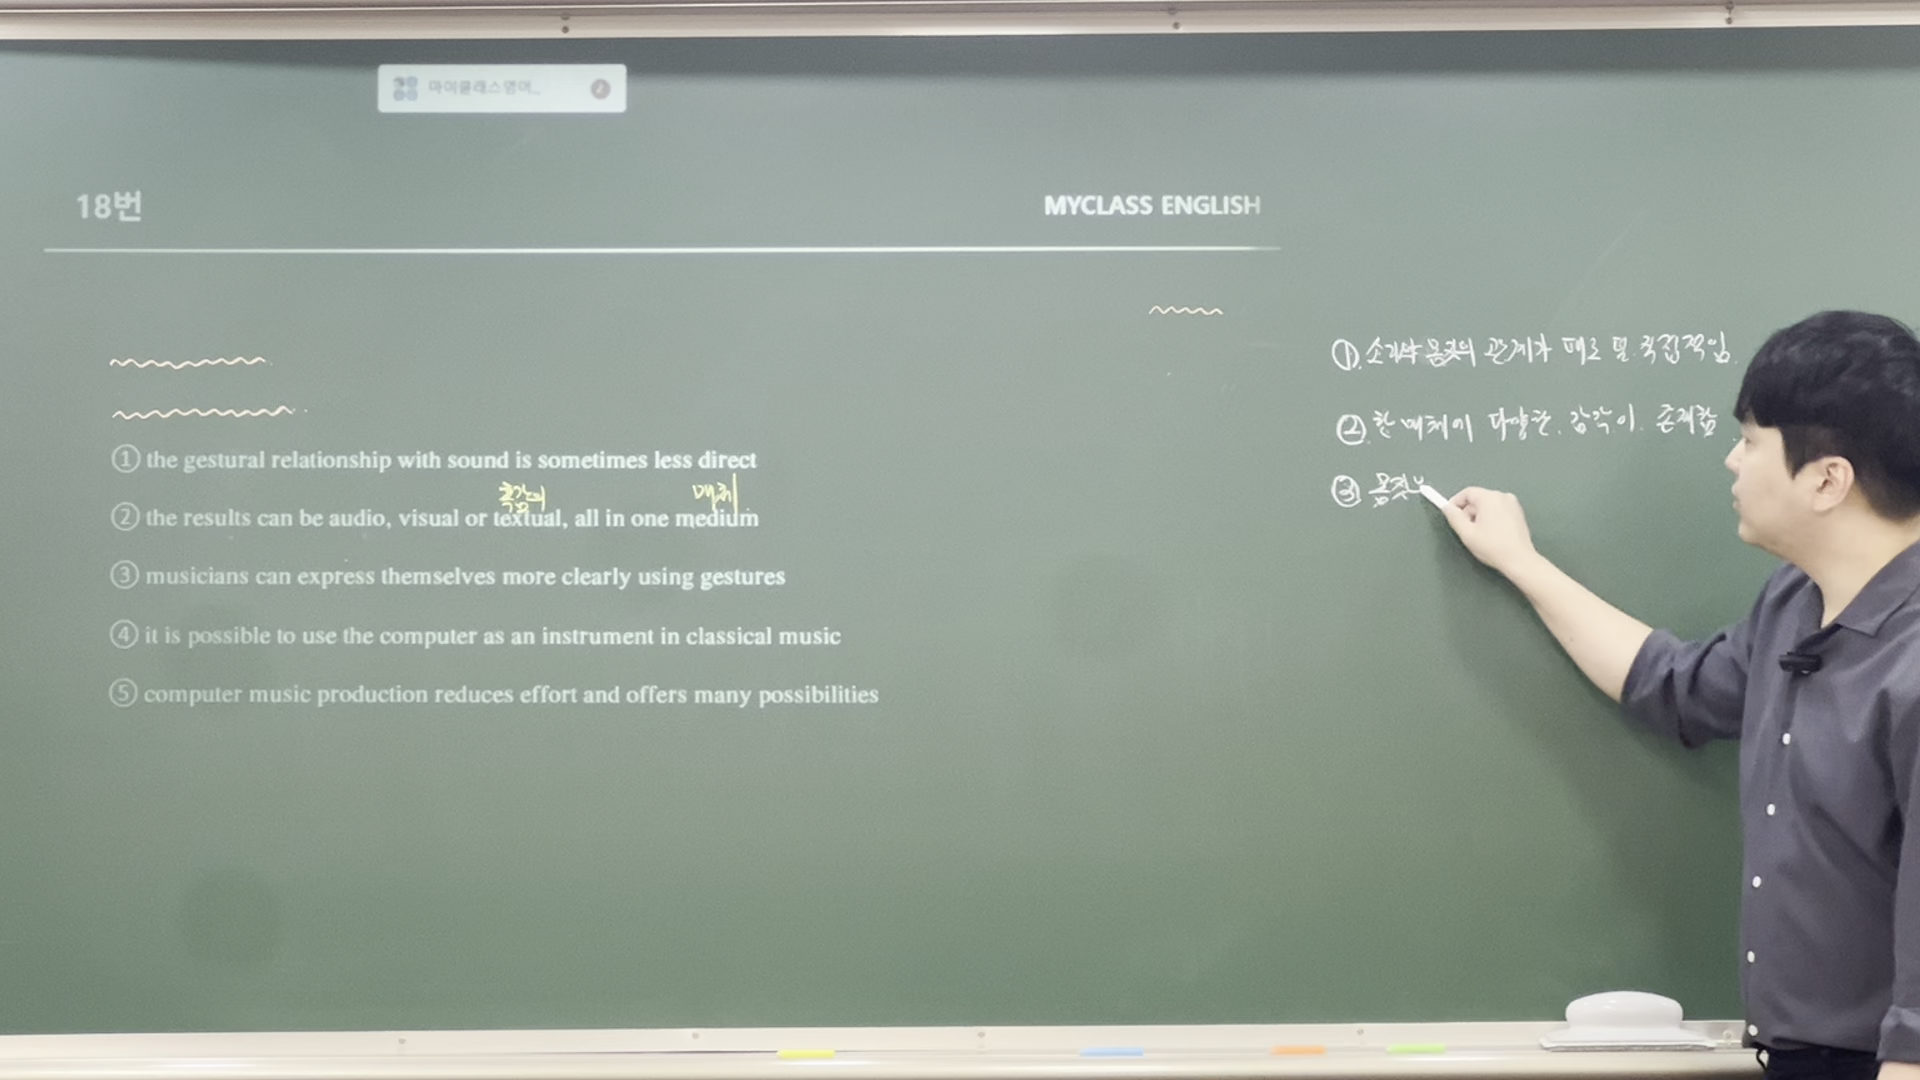 마이클래스영어_
18번
MYCLASS ENGLISH
① the gestural relationship with sound is sometimes less direct
촉감의 매체
② the results can be audio, visual or textual, all in one medium
③ musicians can express themselves more clearly using gestures
④ it is possible to use the computer as an instrument in classical music
⑤ computer music production reduces effort and offers many possibilities
①. 소리와 몸짓의 관계가 때로 덜 직접적임.
②. 한 매체에 다양한 감각이 존재함.
③ 몸짓